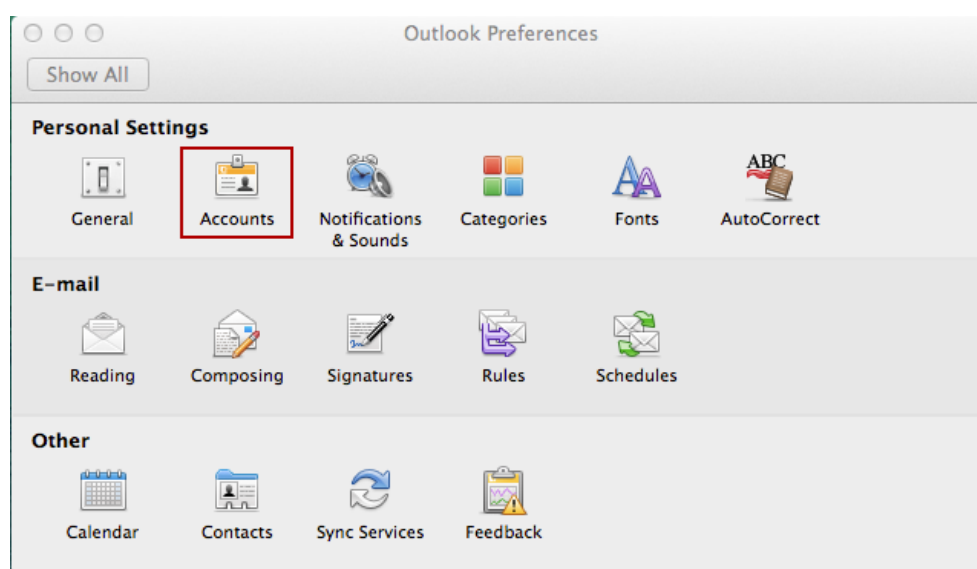 Outlook Preferences
Show All
Personal Settings
General
Accounts
Notifications
& Sounds
Categories
Fonts
ABC
AutoCorrect
E-mail
Reading
Composing
Signatures
Rules
Schedules
Other
Calendar
Contacts
Sync Services
Feedback